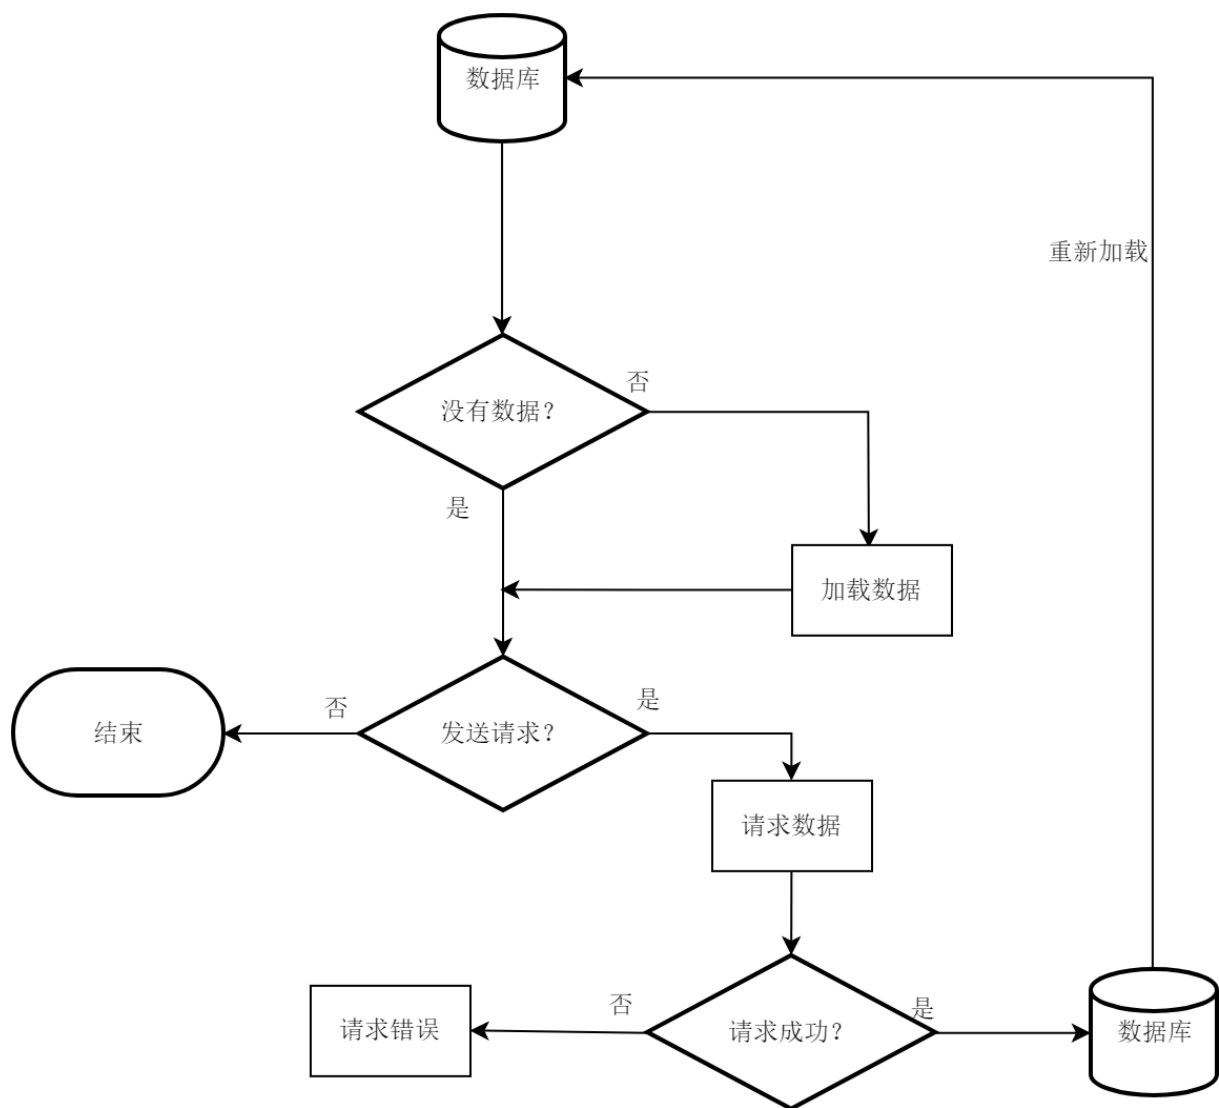 数据库
重新加载
否
没有数据？
是
加载数据
否
是
结束
发送请求？
请求数据
否
是
请求错误
请求成功？
数据库